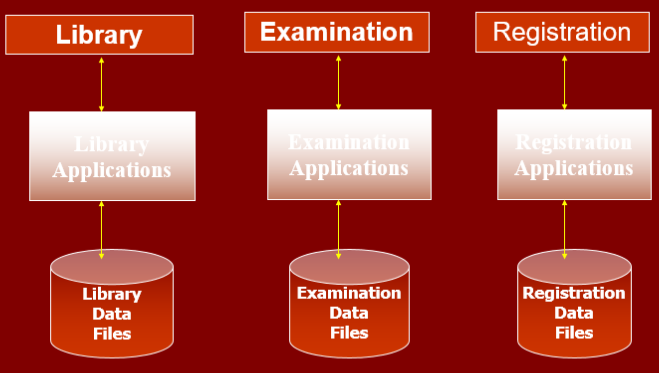 Library
Examination
Registration
Library
Applications
Examination
Applications
Registration
Applications
Library
Data
Files
Examination
Data
Files
Registration
Data
Files